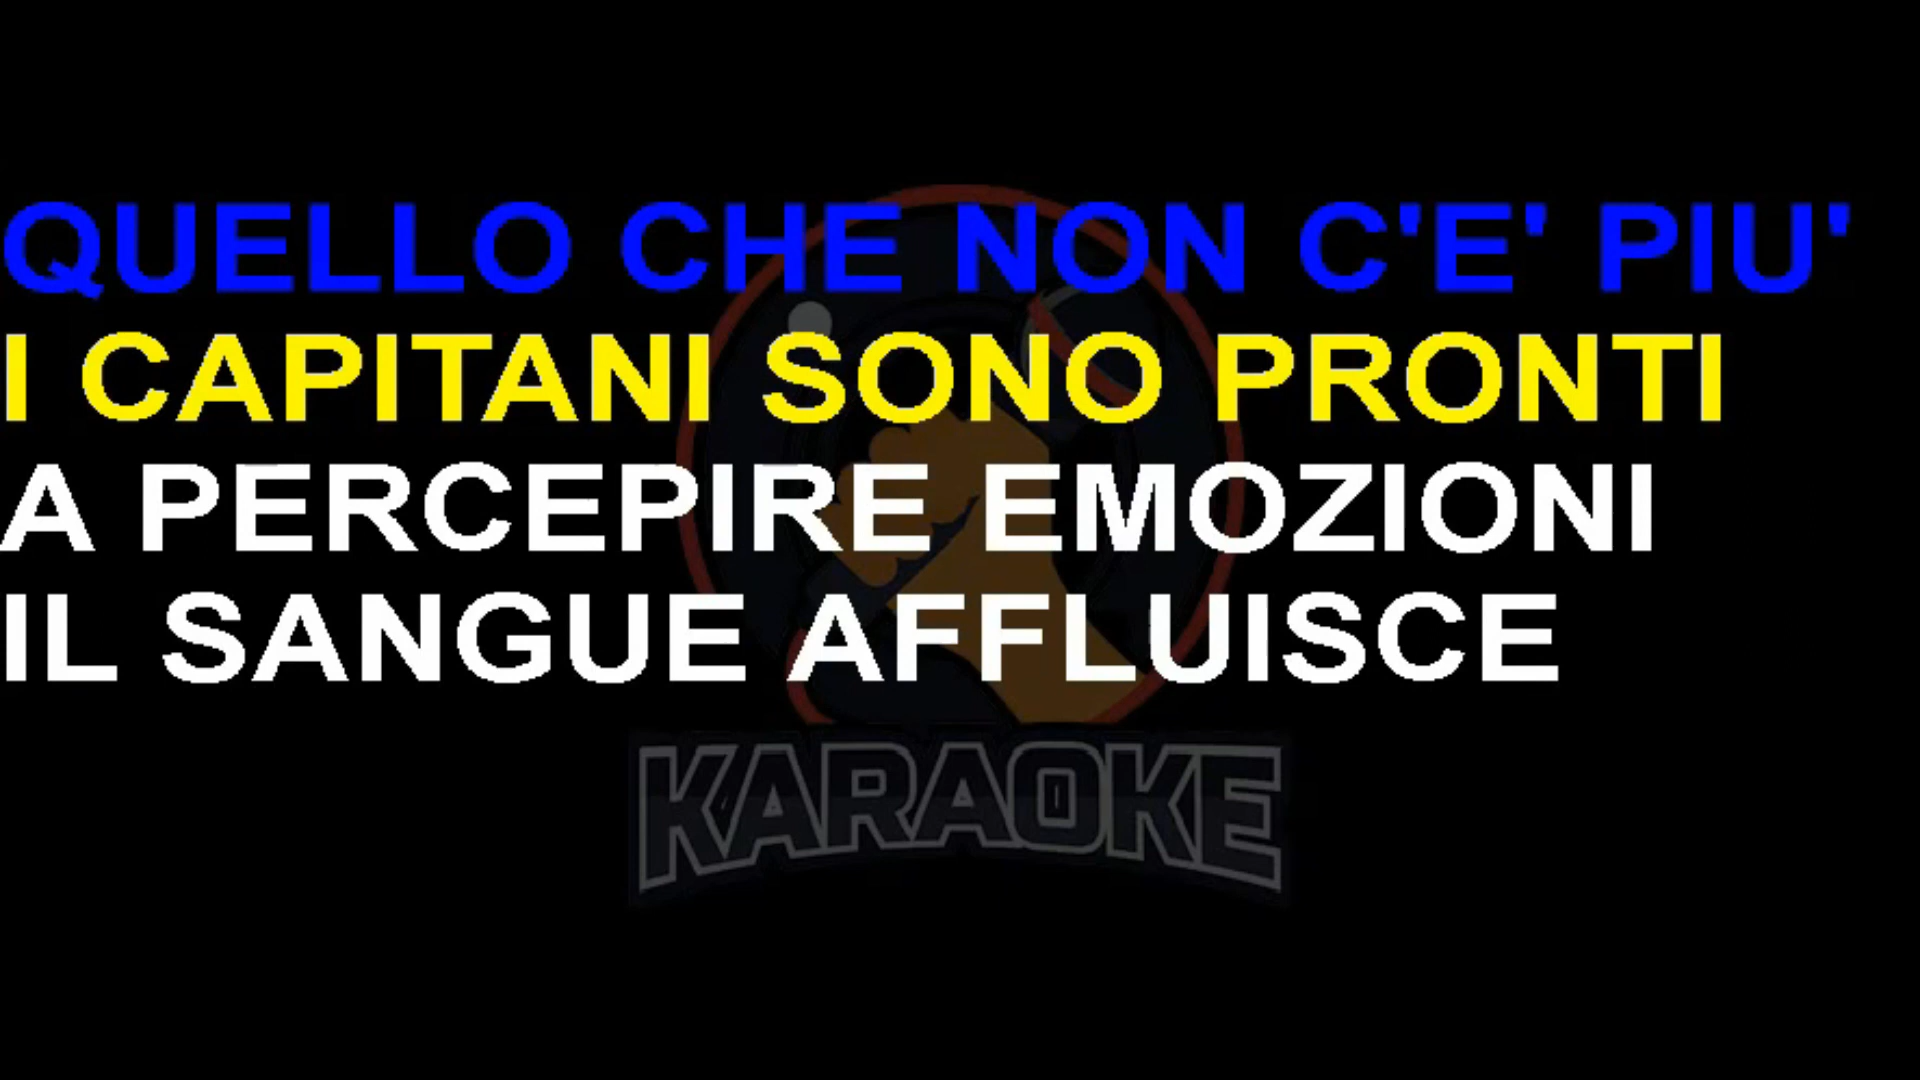 QUELLO CHE NON C'E' PIU'
I CAPITANI SONO PRONTI
A PERCEPIRE EMOZIONI
IL SANGUE AFFLUISCE
KARAOKE